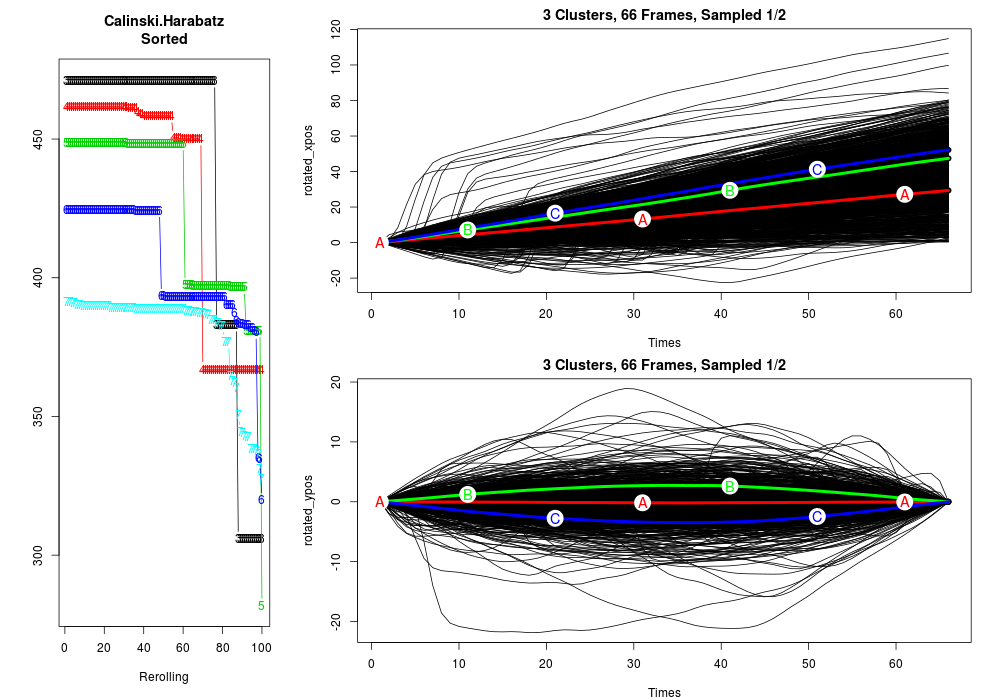 Calinski.Harabatz
Sorted
450
400
350
300
6
6
6
5
0
20
40
60
80
100
Rerolling
3 Clusters, 66 Frames, Sampled 1/2
rotated_xpos
120
100
80
60
40
20
0
-20
A
B
C
A
B
C
A
0
10
20
30
40
50
60
Times
3 Clusters, 66 Frames, Sampled 1/2
rotated_ypos
20
10
0
-10
-20
A
B
C
A
B
C
A
0
10
20
30
40
50
60
Times